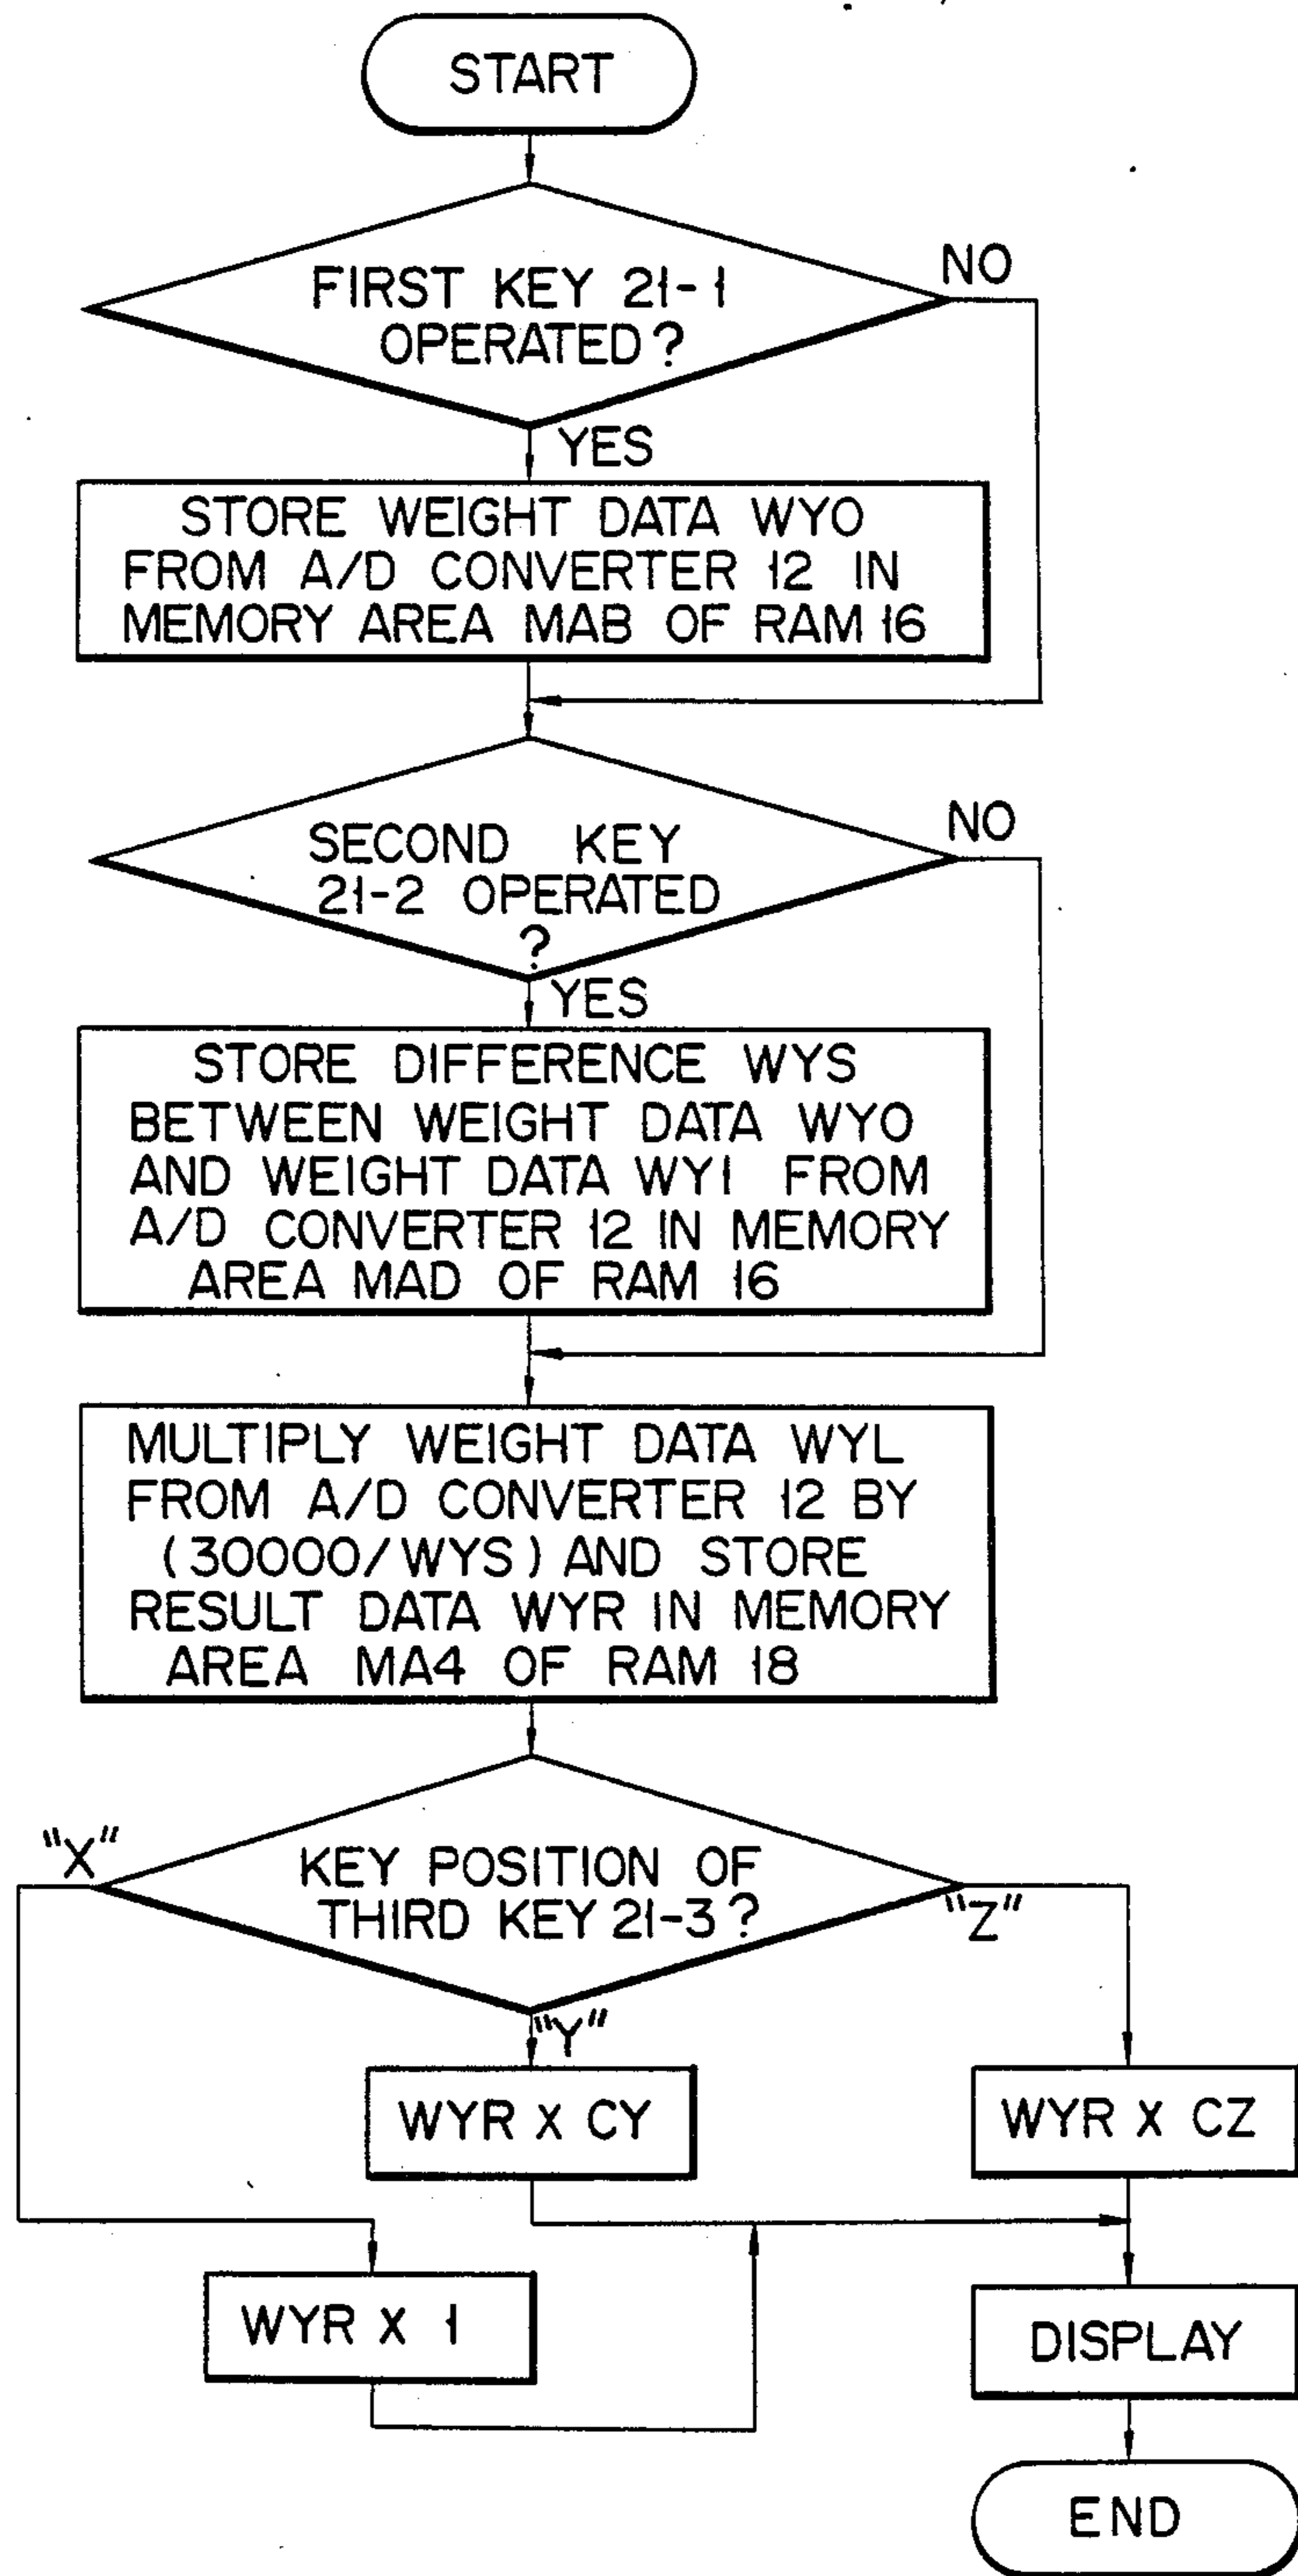 START
FIRST KEY 21-1
OPERATED?
NO
YES
STORE WEIGHT DATA WYO
FROM A/D CONVERTER 12 IN
MEMORY AREA MAB OF RAM 16
SECOND KEY
21-2 OPERATED
?
NO
YES
STORE DIFFERENCE WYS
BETWEEN WEIGHT DATA WYO
AND WEIGHT DATA WY1 FROM
A/D CONVERTER 12 IN MEMORY
AREA MAD OF RAM 16
MULTIPLY WEIGHT DATA WYL
FROM A/D CONVERTER 12 BY
(30000/WYS) AND STORE
RESULT DATA WYR IN MEMORY
AREA MA4 OF RAM 18
"X"
KEY POSITION OF
THIRD KEY 21-3?
"Z"
"Y"
WYR X CY
WYR X CZ
WYR X 1
DISPLAY
END